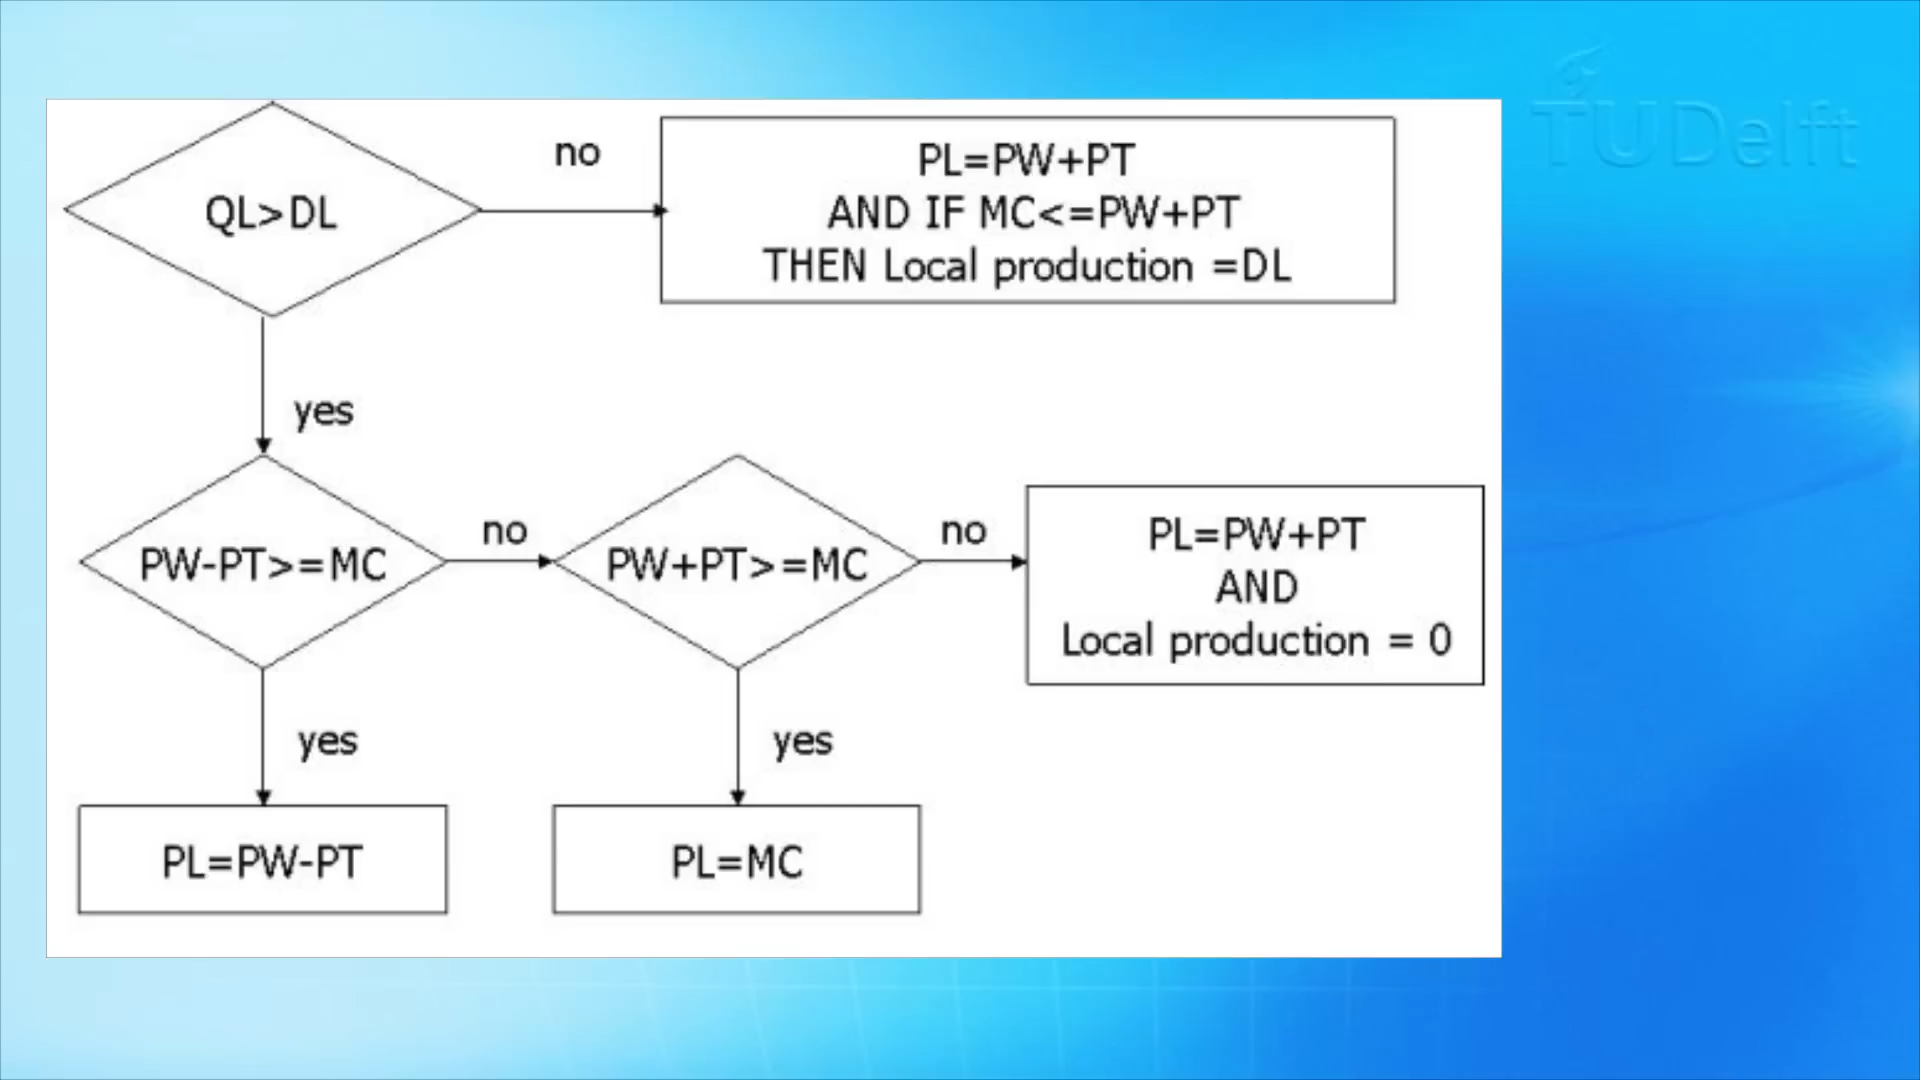 TUDelft
QL>DL
no
PL=PW+PT
AND IF MC<=PW+PT
THEN Local production =DL
yes
PW-PT>=MC
no
PW+PT>=MC
no
PL=PW+PT
AND
Local production = 0
yes
yes
PL=PW-PT
PL=MC